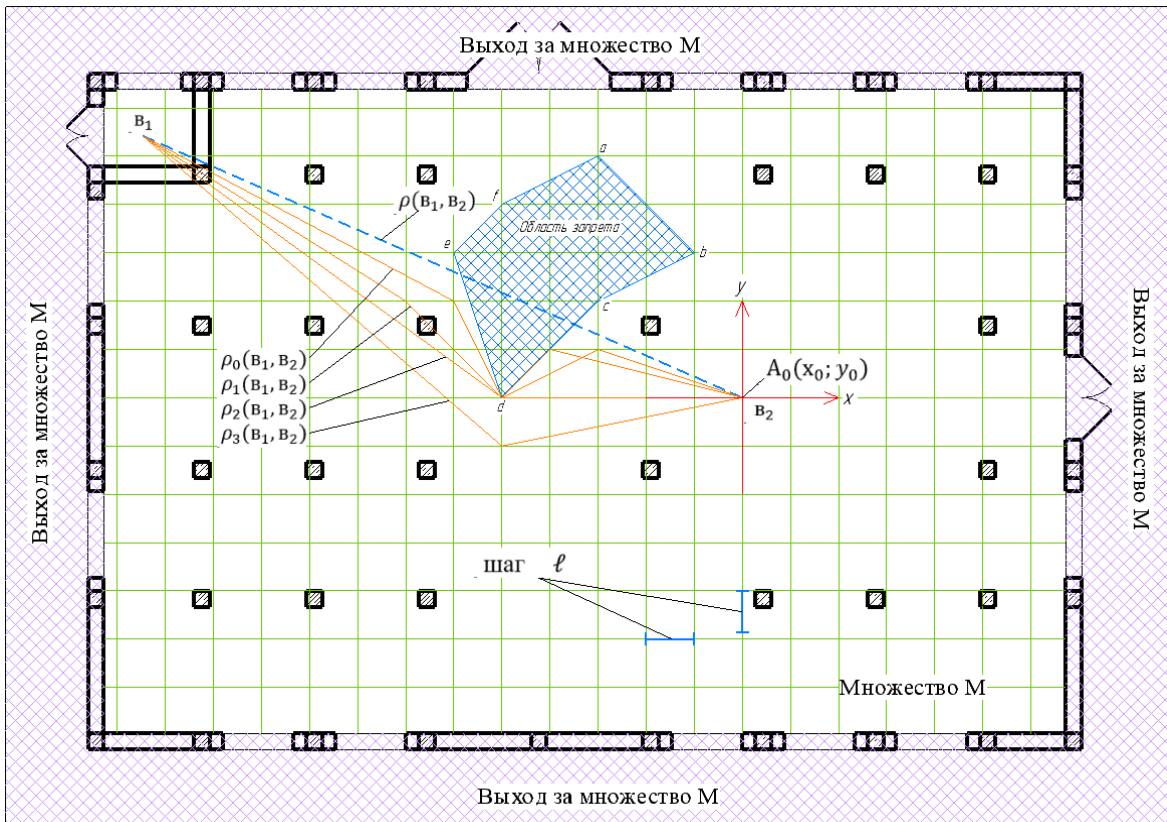 Выход за множество М
в₁
a
ρ(в₁,в₂)
f
Область запрета
e
b
c
y
Выход за множество М
Выход за множество М
ρ₀(в₁,в₂)
ρ₁(в₁,в₂)
ρ₂(в₁,в₂)
ρ₃(в₁,в₂)
A₀(x₀; y₀)
d
в₂
x
шаг ℓ
Множество М
Выход за множество М